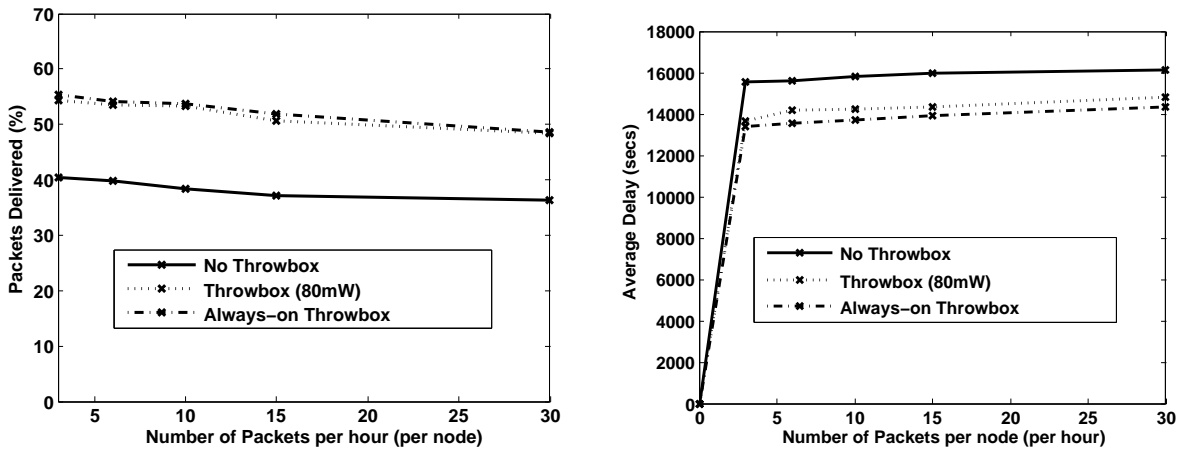 70
60
50
40
30
20
10
0
Packets Delivered (%)
No Throwbox
Throwbox (80mW)
Always-on Throwbox
5 10 15 20 25 30
Number of Packets per hour (per node)
18000
16000
14000
12000
10000
8000
6000
4000
2000
0
Average Delay (secs)
No Throwbox
Throwbox (80mW)
Always-on Throwbox
0 5 10 15 20 25 30
Number of Packets per node (per hour)